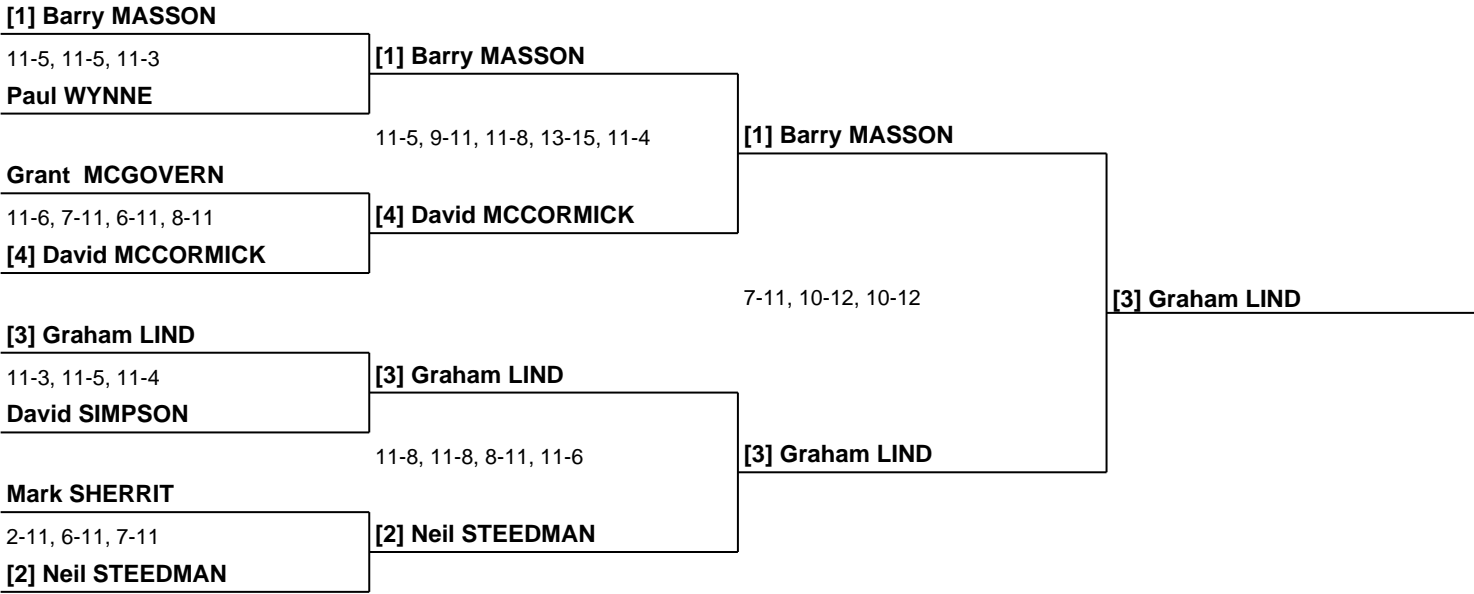 [1] Barry MASSON
11-5, 11-5, 11-3
Paul WYNNE
[1] Barry MASSON
11-5, 9-11, 11-8, 13-15, 11-4
[1] Barry MASSON
Grant  MCGOVERN
11-6, 7-11, 6-11, 8-11
[4] David MCCORMICK
[4] David MCCORMICK
7-11, 10-12, 10-12
[3] Graham LIND
[3] Graham LIND
11-3, 11-5, 11-4
David SIMPSON
[3] Graham LIND
11-8, 11-8, 8-11, 11-6
[3] Graham LIND
Mark SHERRIT
2-11, 6-11, 7-11
[2] Neil STEEDMAN
[2] Neil STEEDMAN